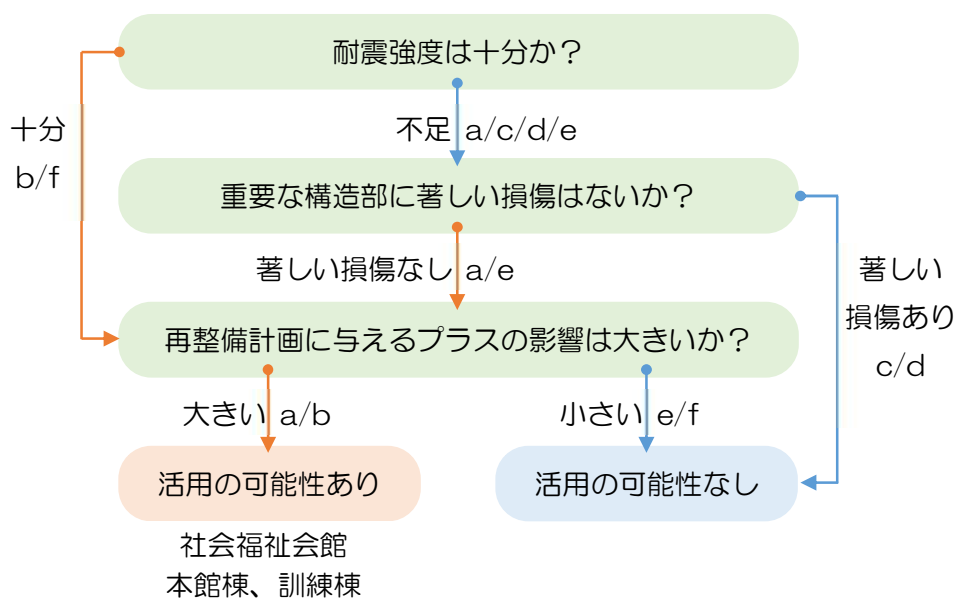 耐震強度は十分か？
十分
b/f
不足 a/c/d/e
重要な構造部に著しい損傷はないか？
著しい損傷なし a/e
著しい
損傷あり
c/d
再整備計画に与えるプラスの影響は大きいか？
大きい a/b
小さい e/f
活用の可能性あり
活用の可能性なし
社会福祉会館
本館棟、訓練棟